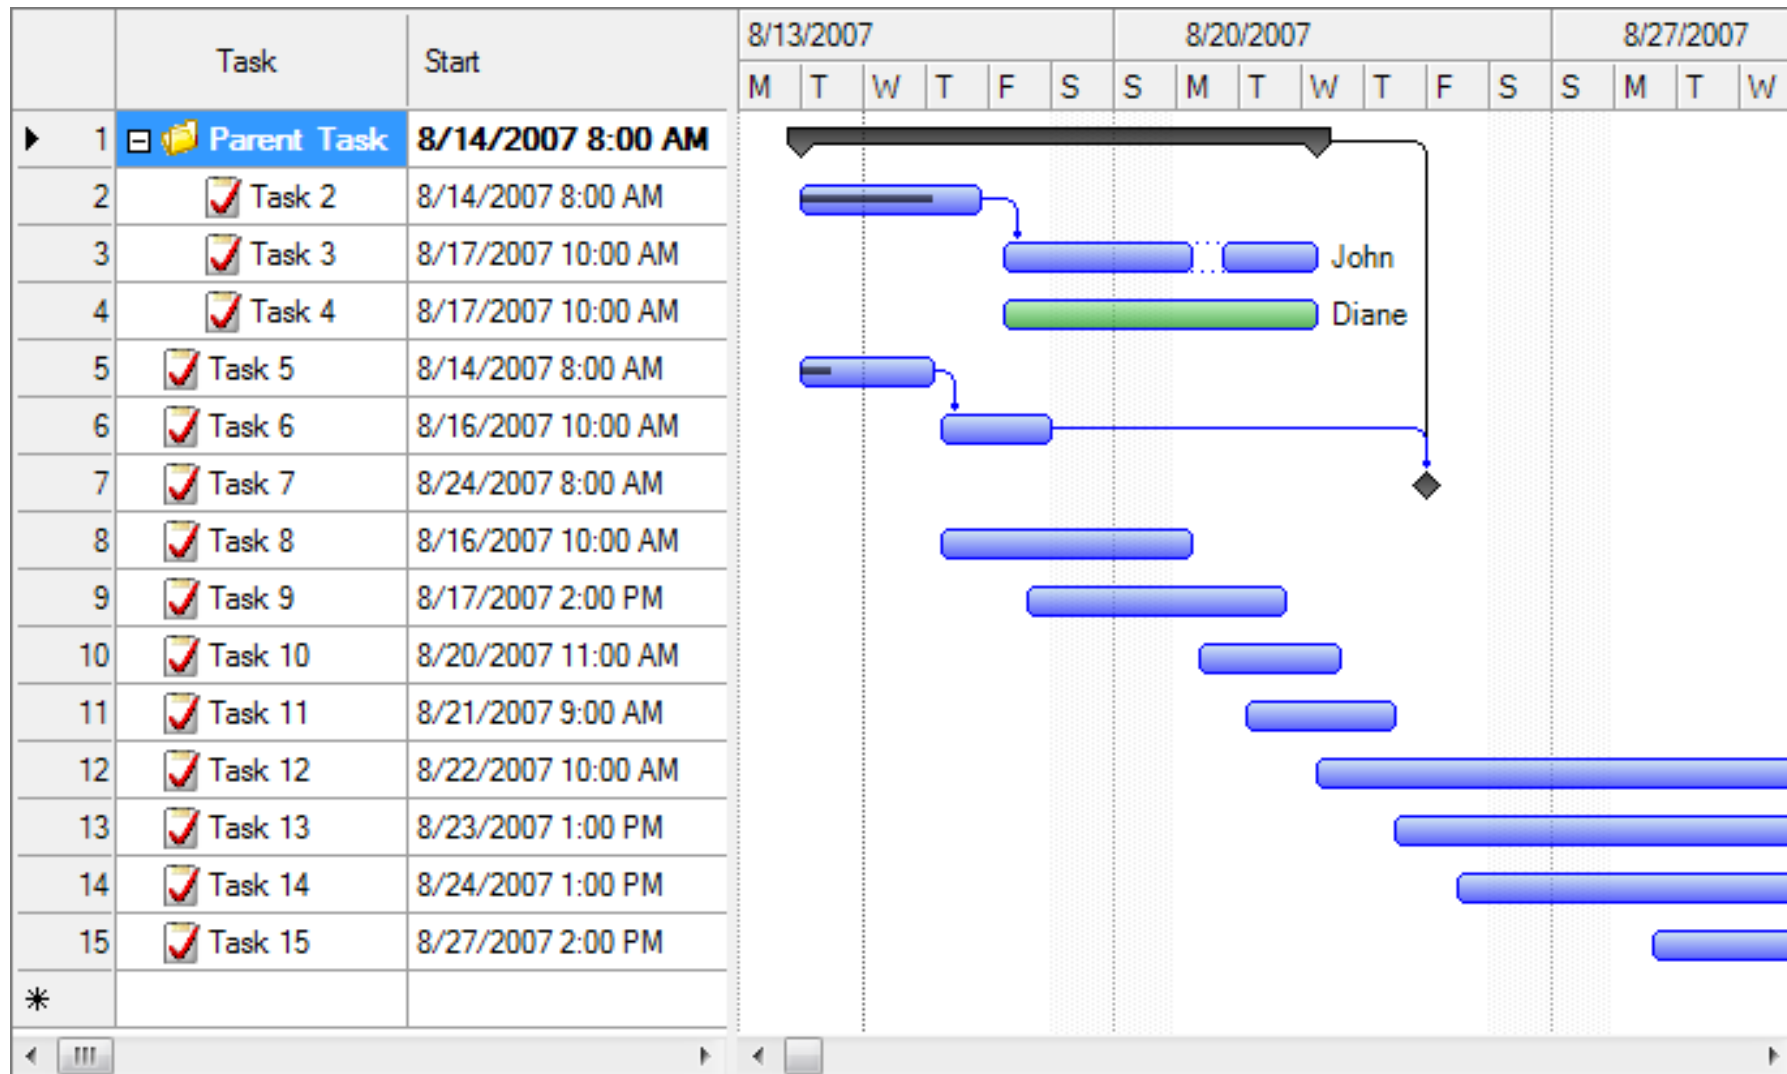 Task Start 8/13/2007 8/20/2007 8/27/2007
M T W T F S S M T W T F S S M T W
1 Parent Task 8/14/2007 8:00 AM
2 Task 2 8/14/2007 8:00 AM
3 Task 3 8/17/2007 10:00 AM John
4 Task 4 8/17/2007 10:00 AM Diane
5 Task 5 8/14/2007 8:00 AM
6 Task 6 8/16/2007 10:00 AM
7 Task 7 8/24/2007 8:00 AM
8 Task 8 8/16/2007 10:00 AM
9 Task 9 8/17/2007 2:00 PM
10 Task 10 8/20/2007 11:00 AM
11 Task 11 8/21/2007 9:00 AM
12 Task 12 8/22/2007 10:00 AM
13 Task 13 8/23/2007 1:00 PM
14 Task 14 8/24/2007 1:00 PM
15 Task 15 8/27/2007 2:00 PM